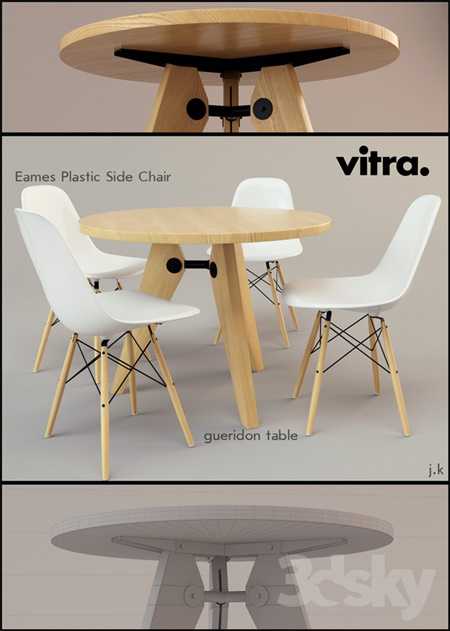 vitra.
Eames Plastic Side Chair
gueridon table
j.k
3dsky